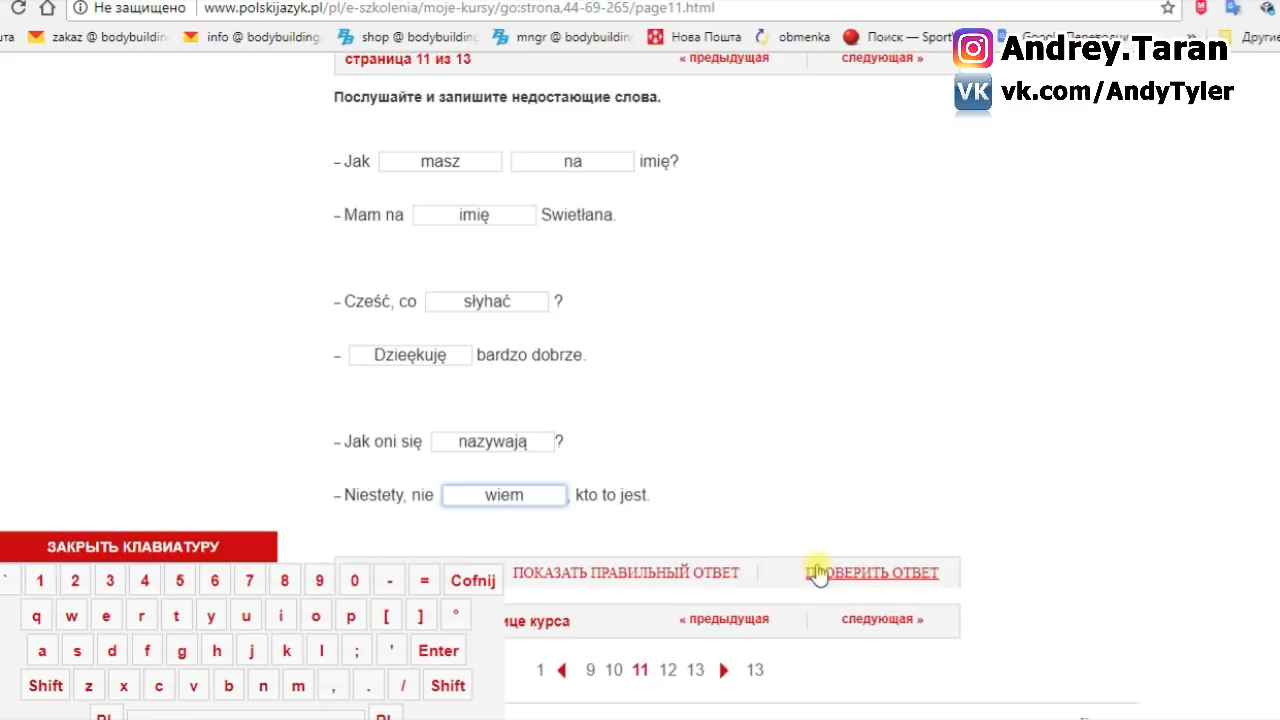 Не защищено www.polskijazyk.pl/pl/e-szkolenia/moje-kursy/go:strona,44-69-265/page11.html
та zakaz @ bodybuilding info @ bodybuilding. shop @ bodybuilding mngr @ bodybuilding Нова Пошта obmenka Поиск — Sport » Другие
Andrey.Taran
vk.com/AndyTyler
страница 11 из 13 « предыдущая следующая »
Послушайте и запишите недостающие слова.
– Jak masz na imię?
– Mam na imię Swietłana.
– Cześć, co słyhać ?
– Dzieękuję bardzo dobrze.
– Jak oni się nazywają ?
– Niestety, nie wiem , kto to jest.
ЗАКРЫТЬ КЛАВИАТУРУ
ПОКАЗАТЬ ПРАВИЛЬНЫЙ ОТВЕТ ПРОВЕРИТЬ ОТВЕТ
` 1 2 3 4 5 6 7 8 9 0 - = Cofnij
q w e r t y u i o p [ ] °
ице курса « предыдущая следующая »
a s d f g h j k l ; ' Enter
1 9 10 11 12 13 13
Shift z x c v b n m , . / Shift